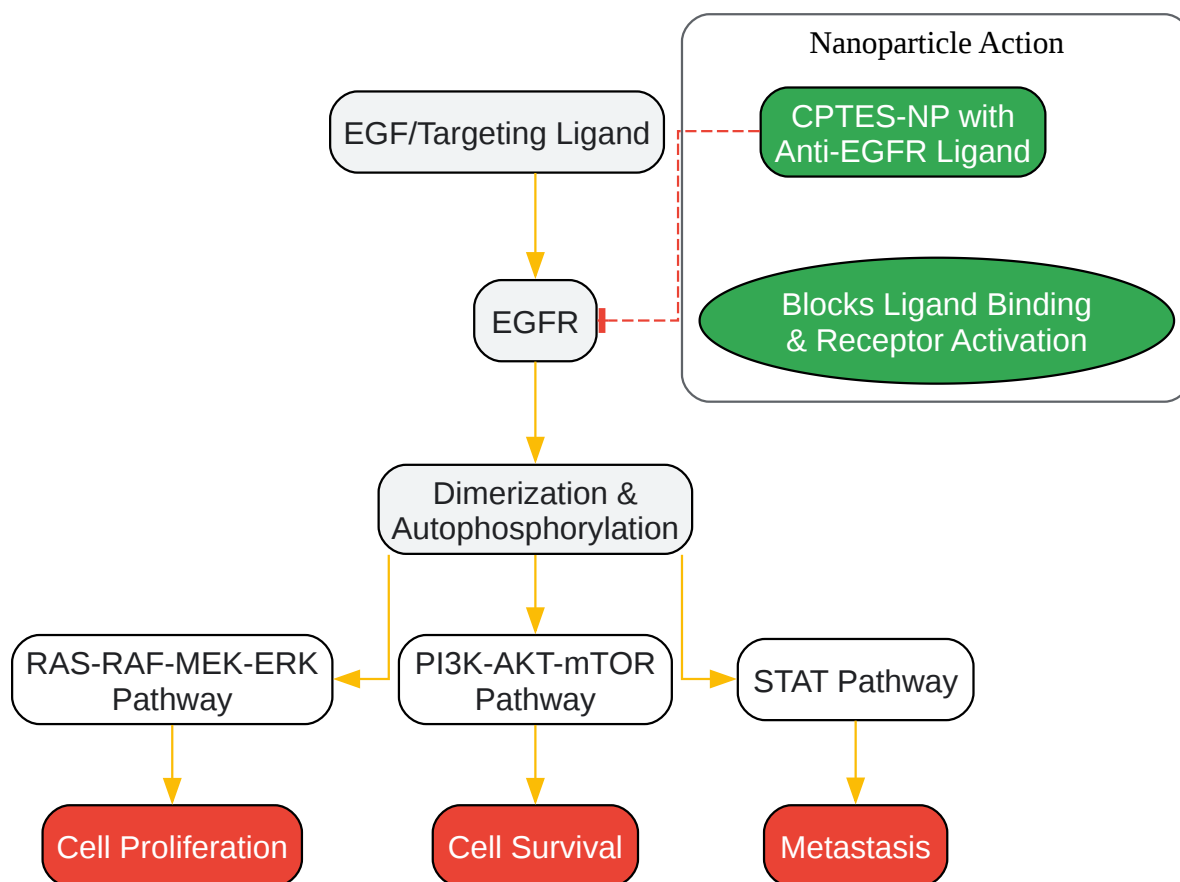 Nanoparticle Action
CPTES-NP with
Anti-EGFR Ligand
EGF/Targeting Ligand
Blocks Ligand Binding
& Receptor Activation
EGFR
Dimerization &
Autophosphorylation
RAS-RAF-MEK-ERK
Pathway
PI3K-AKT-mTOR
Pathway
STAT Pathway
Cell Proliferation
Cell Survival
Metastasis